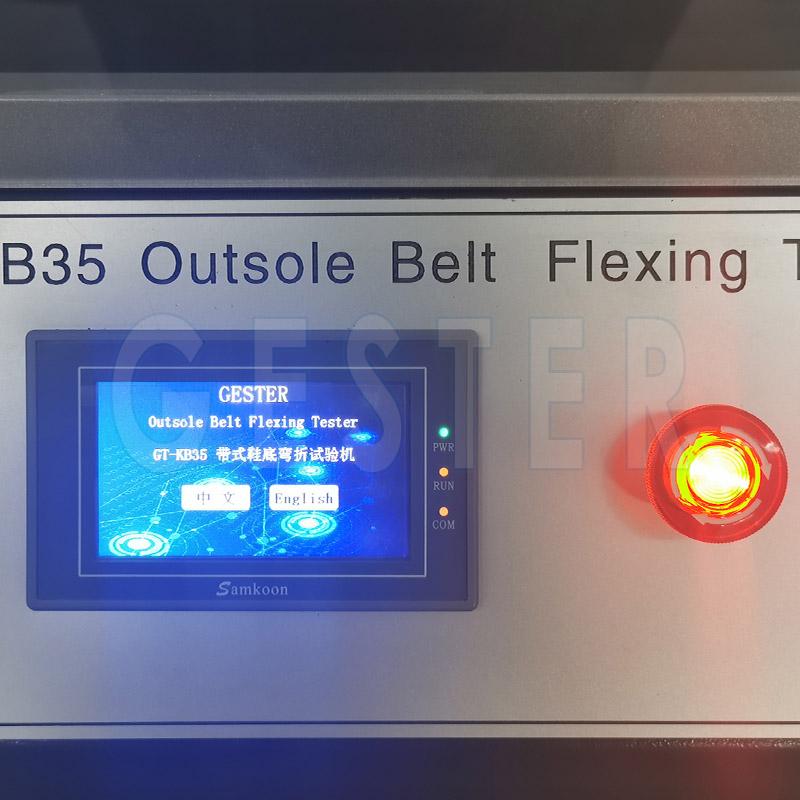 B35 Outsole Belt Flexing T
GESTER
GESTER
Outsole Belt Flexing Tester
GT-KB35 带式鞋底弯折试验机
中 文 English
PWR
RUN
COM
Samkoon